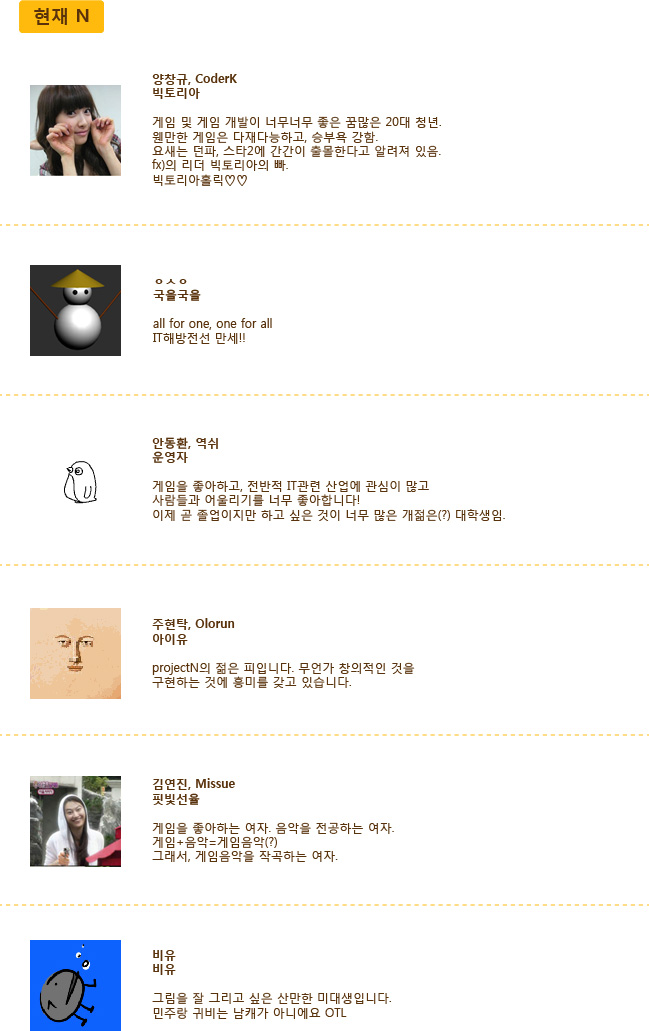 현재 N
양창규, CoderK
빅토리아
게임 및 게임 개발이 너무너무 좋은 꿈많은 20대 청년.
웬만한 게임은 다재다능하고, 승부욕 강함.
요새는 던파, 스타2에 간간이 출몰한다고 알려져 있음.
fx)의 리더 빅토리아의 빠.
빅토리아홀릭♡♡
국을국을
all for one, one for all
IT해방전선 만세!!
안통환, 역쉬
운영자
게임을 좋아하고, 전반적 IT관련 산업에 관심이 많고
사람들과 어울리기를 너무 좋아합니다!
이제 곧 졸업이지만 하고 싶은 것이 너무 많은 개젊은(?) 대학생임.
주현탁, Olorun
아이유
projectN의 젊은 피입니다. 무언가 창의적인 것을
구현하는 것에 흥미를 갖고 있습니다.
김연진, Missue
핏빛선율
게임을 좋아하는 여자. 음악을 전공하는 여자.
게임+음악=게임음악(?)
그래서, 게임음악을 작곡하는 여자.
비유
비유
그림을 잘 그리고 싶은 산만한 미대생입니다.
민주랑 귀비는 남캐가 아니에요 OTL